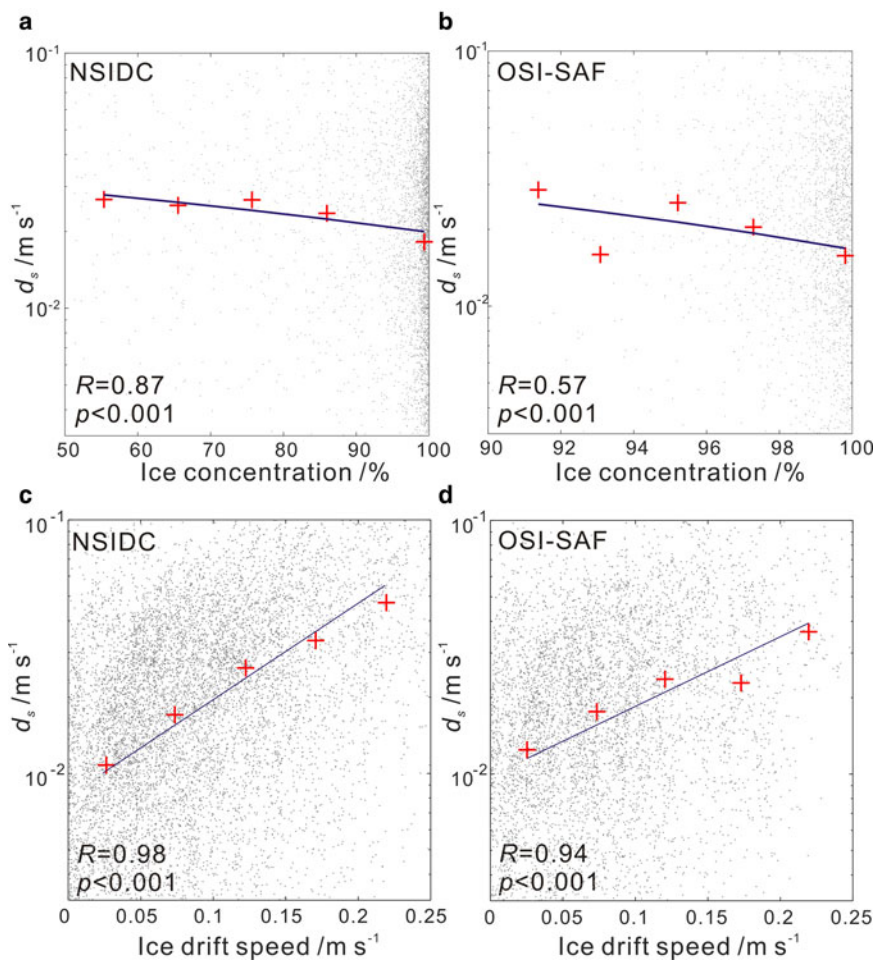 a
NSIDC
10⁻¹
10⁻²
dₛ /m s⁻¹
R=0.87
p<0.001
50 60 70 80 90 100
Ice concentration /%
b
OSI-SAF
10⁻¹
10⁻²
dₛ /m s⁻¹
R=0.57
p<0.001
90 92 94 96 98 100
Ice concentration /%
c
NSIDC
10⁻¹
10⁻²
dₛ /m s⁻¹
R=0.98
p<0.001
0 0.05 0.1 0.15 0.2 0.25
Ice drift speed /m s⁻¹
d
OSI-SAF
10⁻¹
10⁻²
dₛ /m s⁻¹
R=0.94
p<0.001
0 0.05 0.1 0.15 0.2 0.25
Ice drift speed /m s⁻¹